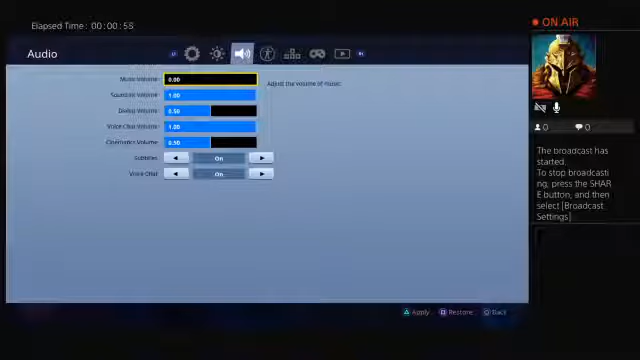 Elapsed Time : 00:00:55
ON AIR
Audio
Music Volume 0.00
Adjust the volume of music.
Sound FX Volume 1.00
Dialog Volume 0.50
Voice Chat Volume 1.00
Cinematics Volume 0.50
Subtitles On
Voice Chat On
0 0
The broadcast has
started.
To stop broadcasti
ng, press the SHAR
E button, and then
select [Broadcast
Settings]
Apply Restore Back